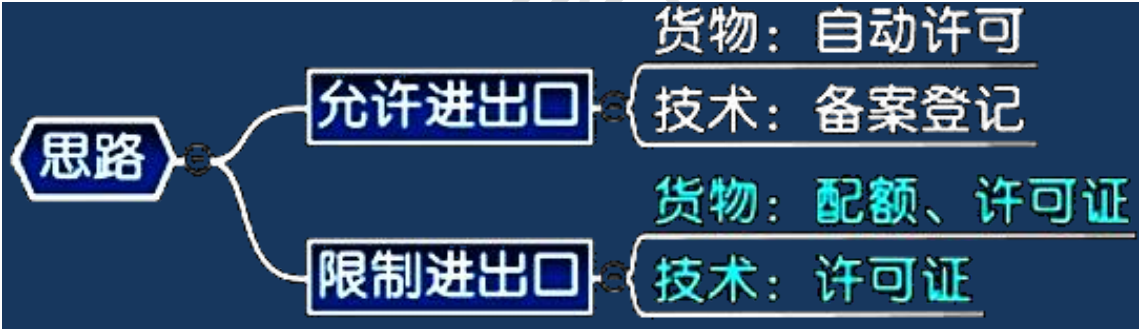 思路
允许进出口
货物：自动许可
技术：备案登记
限制进出口
货物：配额、许可证
技术：许可证